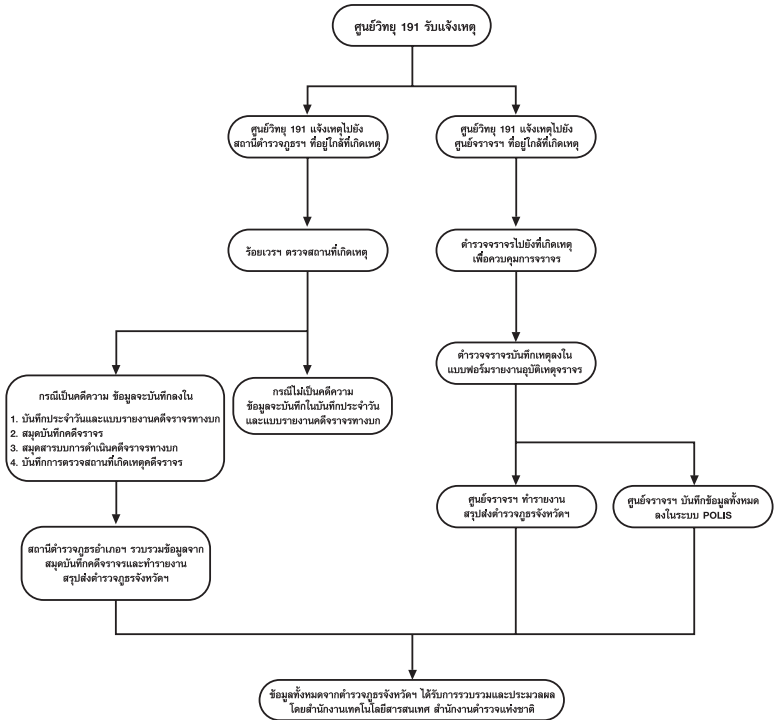 ศูนย์วิทยุ 191 รับแจ้งเหตุ
ศูนย์วิทยุ 191 แจ้งเหตุไปยัง
สถานีตำรวจภูธรฯ ที่อยู่ใกล้ที่เกิดเหตุ
ศูนย์วิทยุ 191 แจ้งเหตุไปยัง
ศูนย์จราจรฯ ที่อยู่ใกล้ที่เกิดเหตุ
ร้อยเวรฯ ตรวจสถานที่เกิดเหตุ
ตำรวจจราจรไปยังที่เกิดเหตุ
เพื่อควบคุมการจราจร
ตำรวจจราจรบันทึกเหตุลงใน
แบบฟอร์มรายงานอุบัติเหตุจราจร
กรณีเป็นคดีความ ข้อมูลจะบันทึกลงใน
1. บันทึกประจำวันและแบบรายงานคดีจราจรทางบก
2. สมุดบันทึกคดีจราจร
3. สมุดสารบบการดำเนินคดีจราจรทางบก
4. บันทึกการตรวจสถานที่เกิดเหตุคดีจราจร
กรณีไม่เป็นคดีความ
ข้อมูลจะบันทึกในบันทึกประจำวัน
และแบบรายงานคดีจราจรทางบก
ศูนย์จราจรฯ ทำรายงาน
สรุปส่งตำรวจภูธรจังหวัดฯ
ศูนย์จราจรฯ บันทึกข้อมูลทั้งหมด
ลงในระบบ POLIS
สถานีตำรวจภูธรอำเภอฯ รวบรวมข้อมูลจาก
สมุดบันทึกคดีจราจรและทำรายงาน
สรุปส่งตำรวจภูธรจังหวัดฯ
ข้อมูลทั้งหมดจากตำรวจภูธรจังหวัดฯ ได้รับการรวบรวมและประมวลผล
โดยสำนักงานเทคโนโลยีสารสนเทศ สำนักงานตำรวจแห่งชาติ